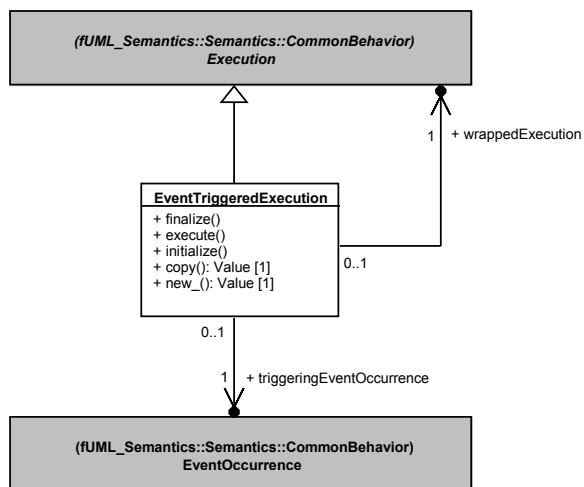 (fUML_Semantics::Semantics::CommonBehavior)
Execution
1
+ wrappedExecution
EventTriggeredExecution
+ finalize()
+ execute()
+ initialize()
+ copy(): Value [1]
+ new_(): Value [1]
0..1
0..1
1
+ triggeringEventOccurrence
(fUML_Semantics::Semantics::CommonBehavior)
EventOccurrence